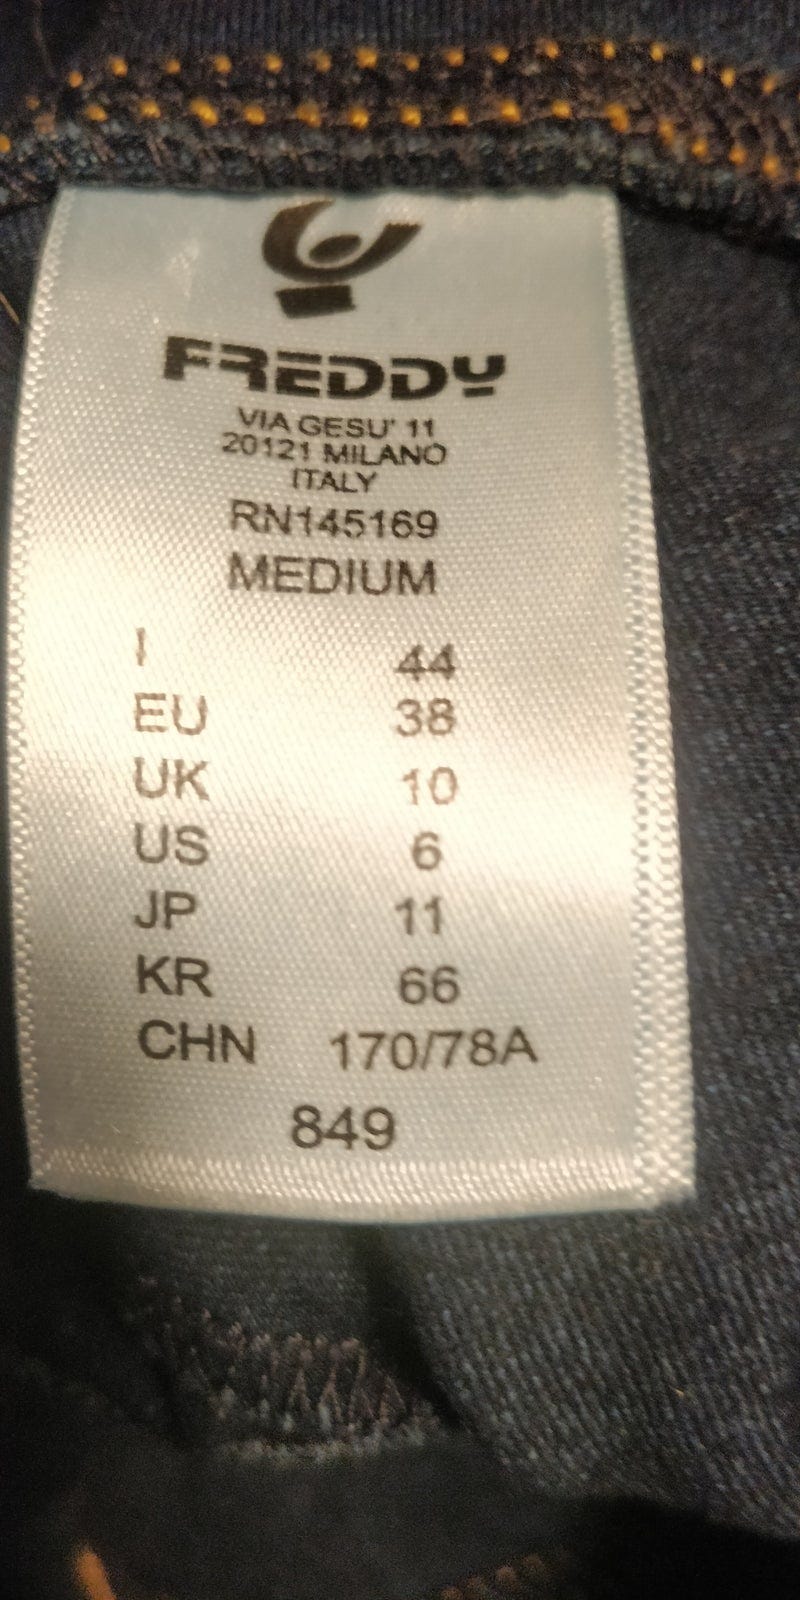 FREDDY
VIA GESU' 11
20121 MILANO
ITALY
RN145169
MEDIUM
I 44
EU 38
UK 10
US 6
JP 11
KR 66
CHN 170/78A
849